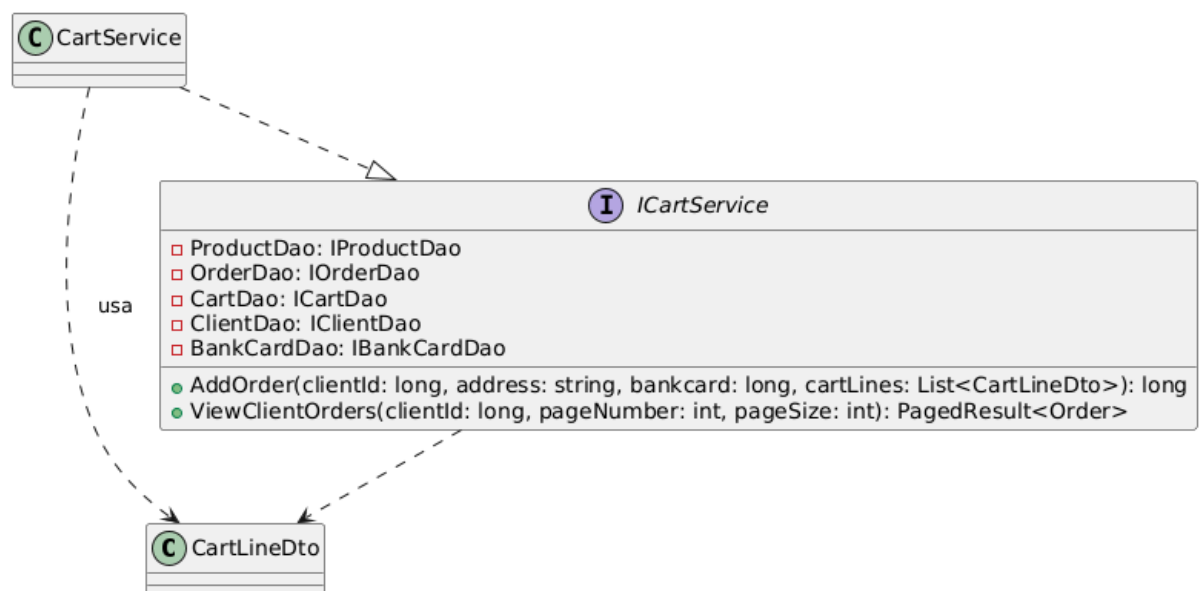 C CartService
I ICartService
ProductDao: IProductDao
OrderDao: IOrderDao
CartDao: ICartDao
ClientDao: IClientDao
BankCardDao: IBankCardDao
usa
AddOrder(clientId: long, address: string, bankcard: long, cartLines: List<CartLineDto>): long
ViewClientOrders(clientId: long, pageNumber: int, pageSize: int): PagedResult<Order>
C CartLineDto